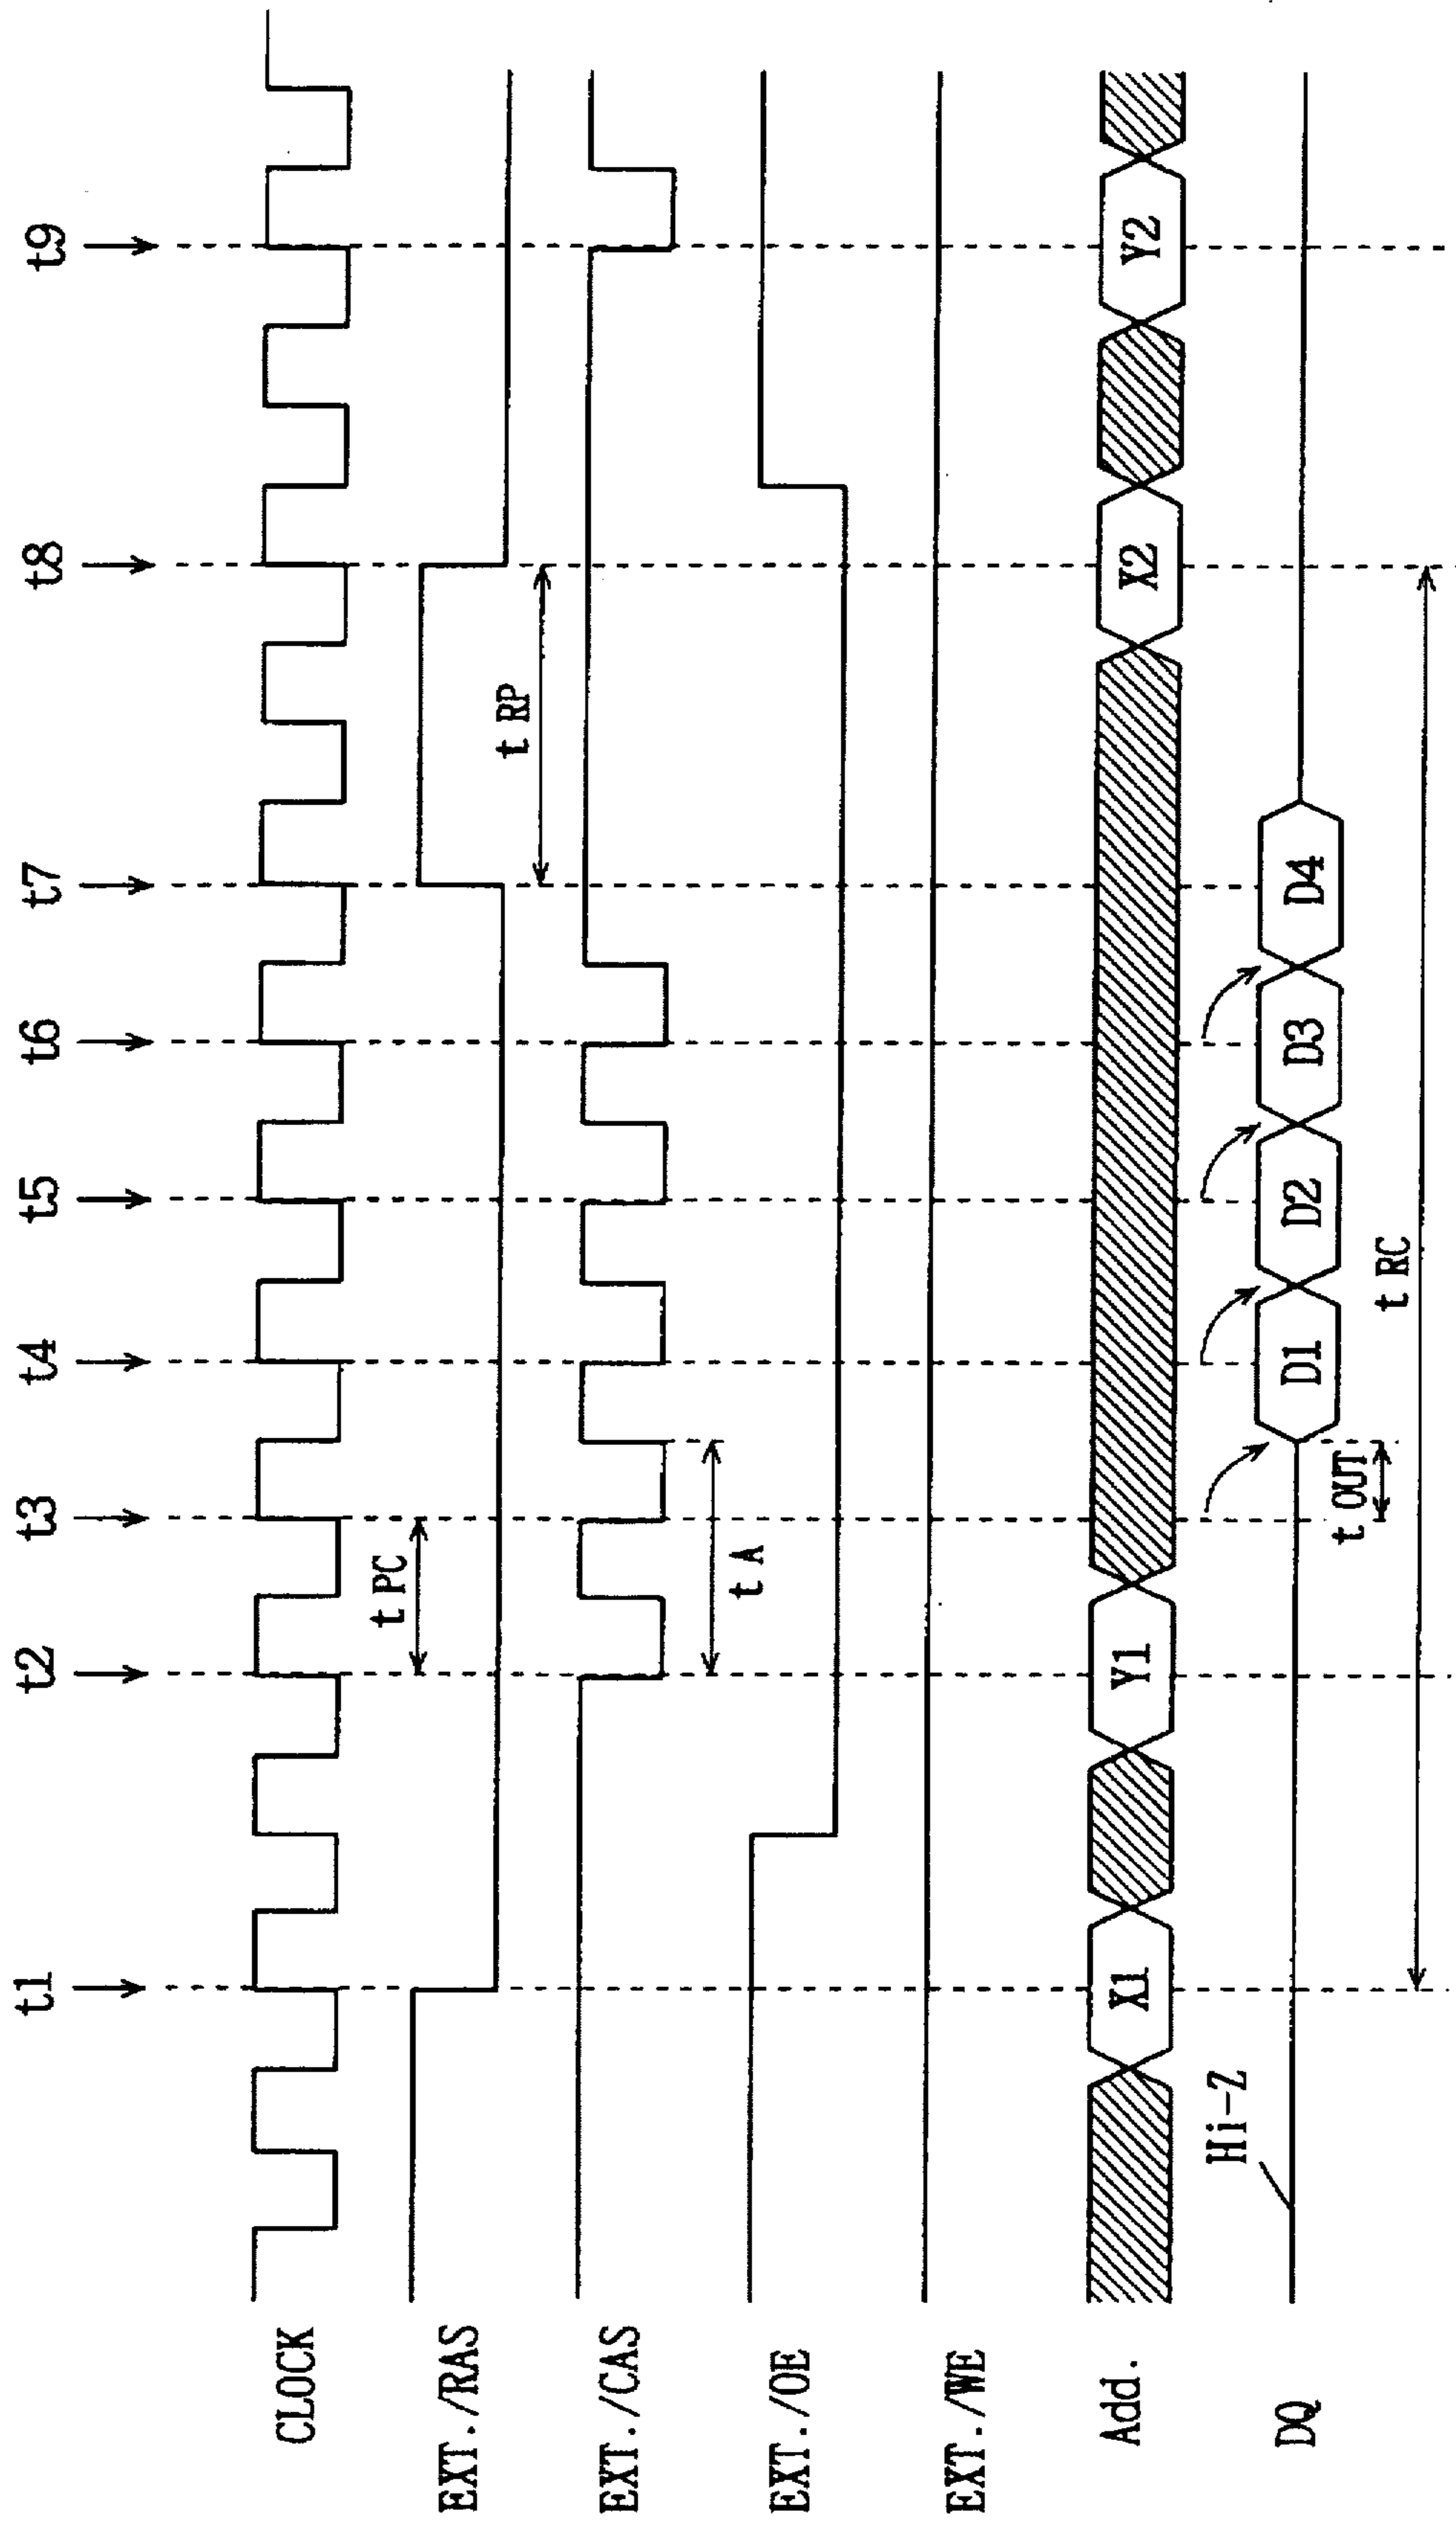 t1 t2 t3 t4 t5 t6 t7 t8 t9
CLOCK
EXT./RAS
t PC
t RP
EXT./CAS
t A
EXT./OE
EXT./WE
Add.
X1 Y1 X2 Y2
DQ
Hi-Z
D1 D2 D3 D4
t OUT
t RC